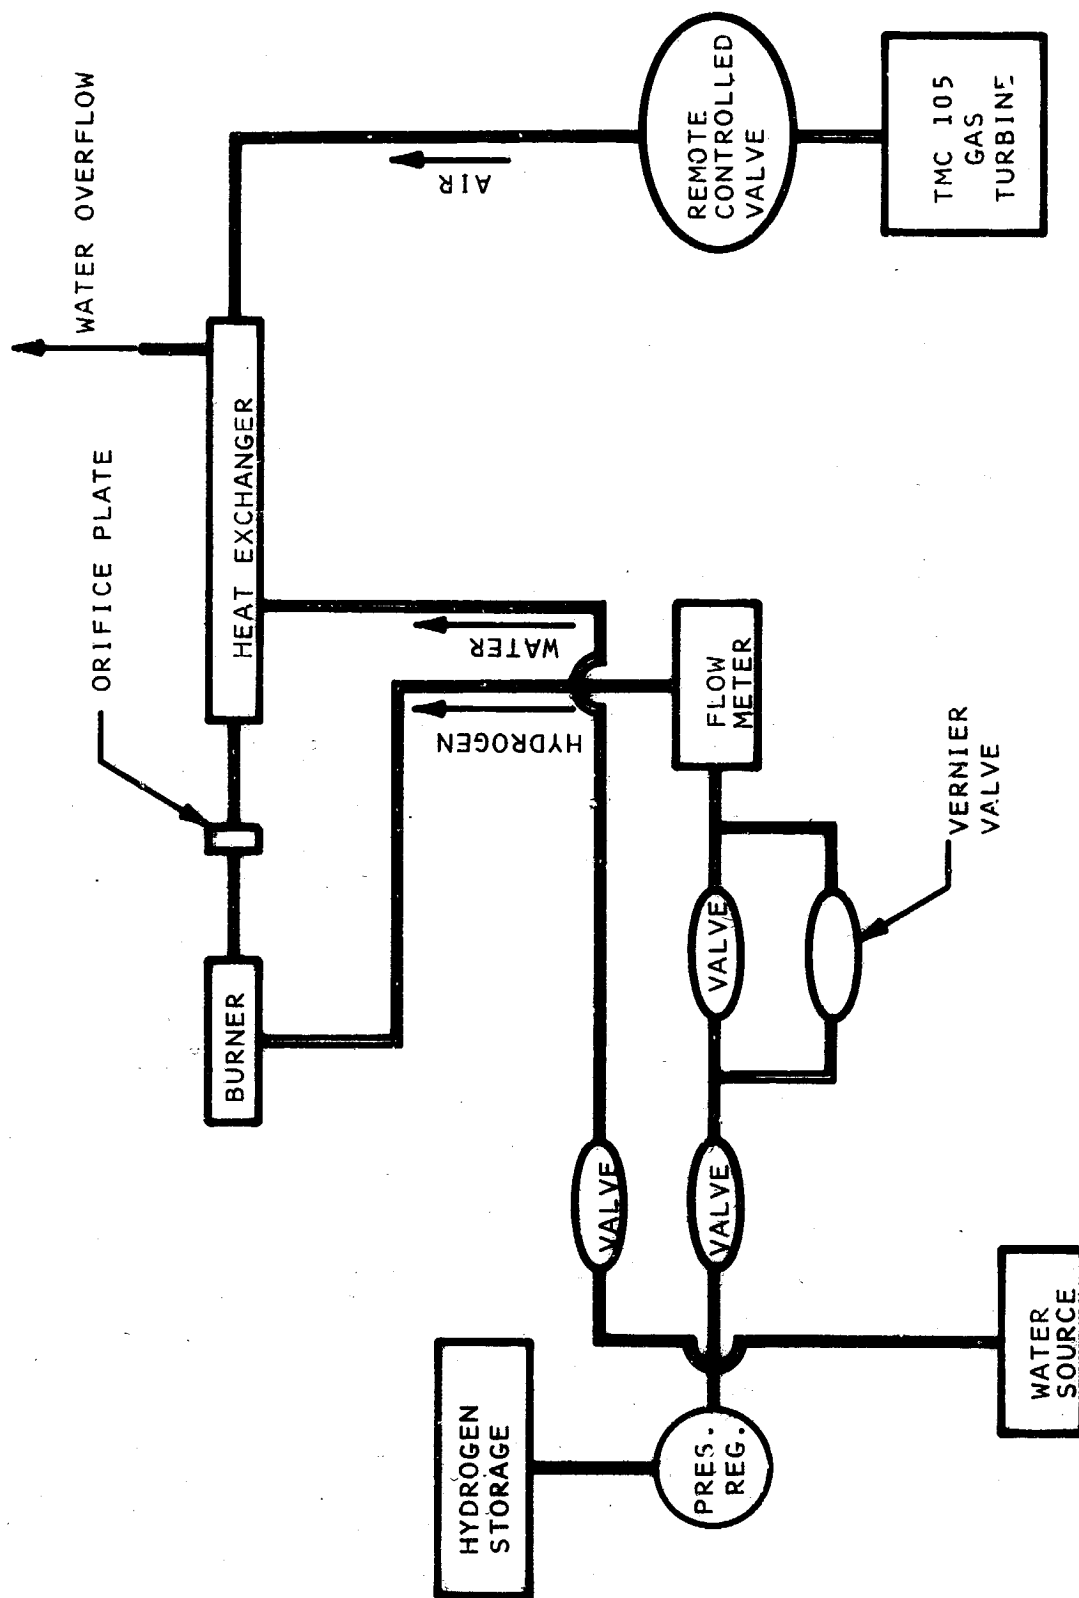 HYDROGEN
STORAGE
PRES.
REG.
WATER
SOURCE
VALVE
VALVE
BURNER
VALVE
VERNIER
VALVE
HYDROGEN
FLOW
METER
WATER
ORIFICE PLATE
HEAT EXCHANGER
WATER OVERFLOW
AIR
REMOTE
CONTROLLED
VALVE
TMC 105
GAS
TURBINE